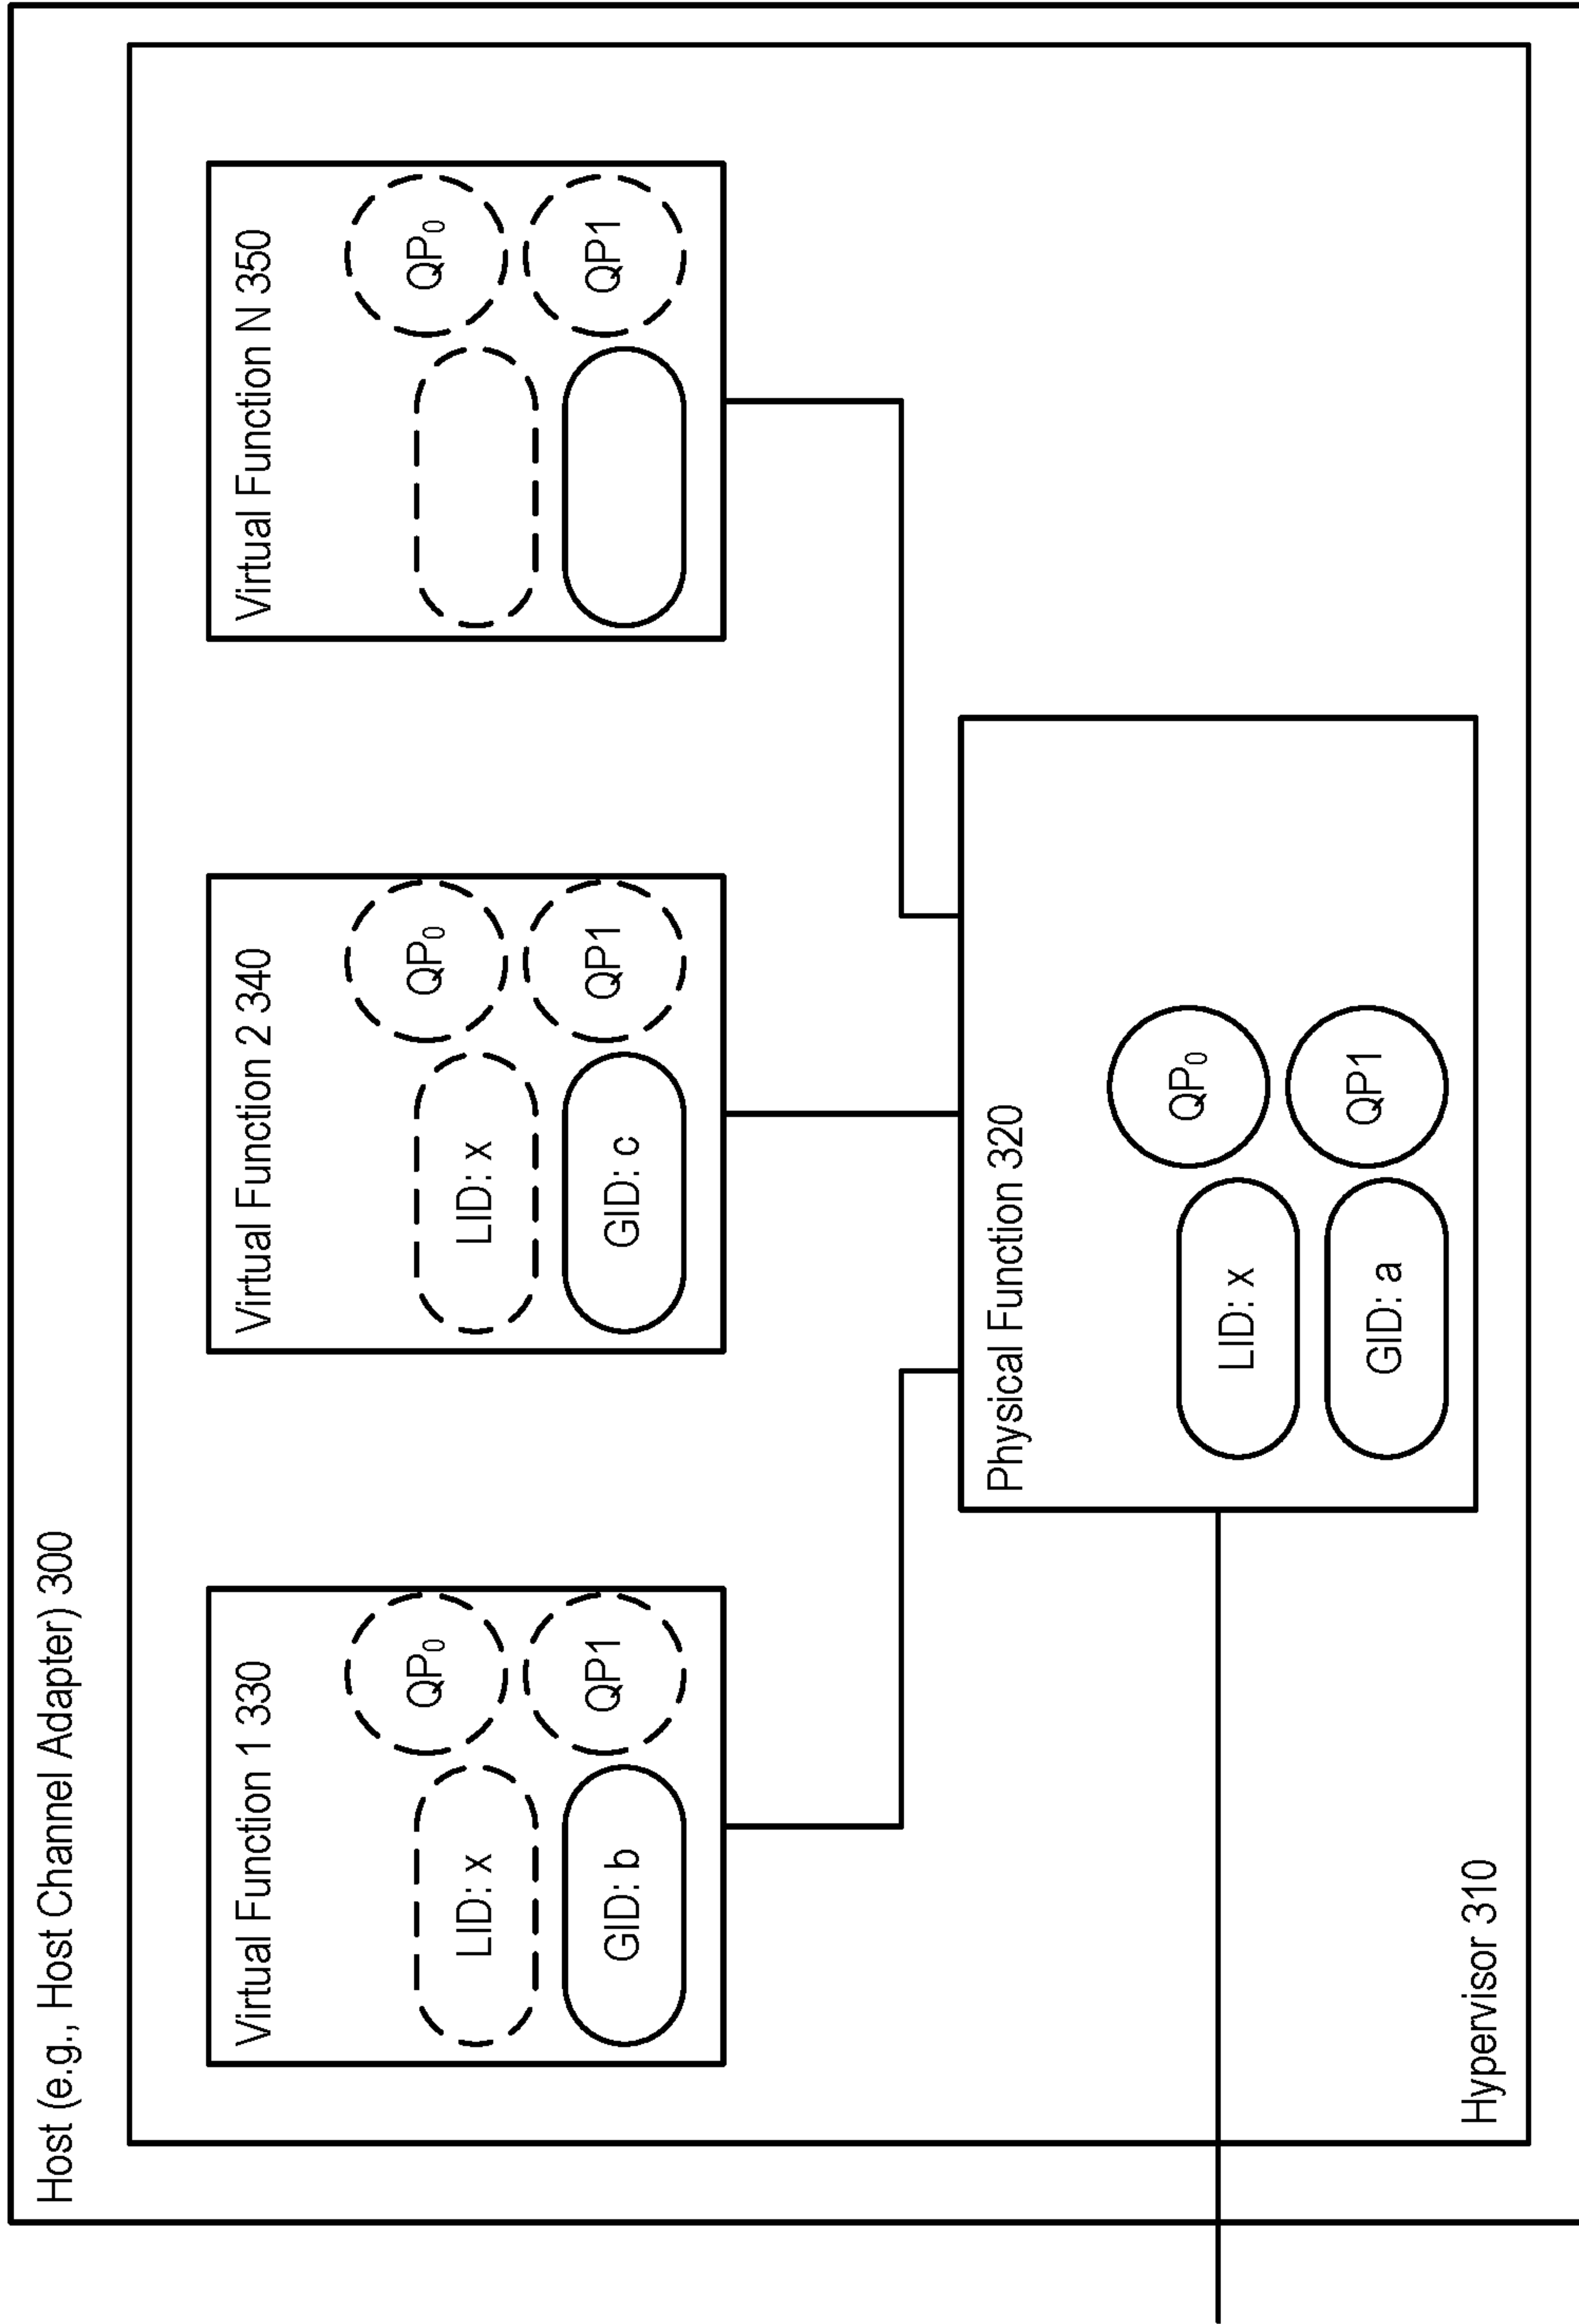 Host (e.g., Host Channel Adapter) 300
Virtual Function 1 330
QP0
LID: x
QP1
GID: b
Virtual Function 2 340
QP0
LID: x
QP1
GID: c
Virtual Function N 350
QP0
QP1
Physical Function 320
QP0
LID: x
QP1
GID: a
Hypervisor 310